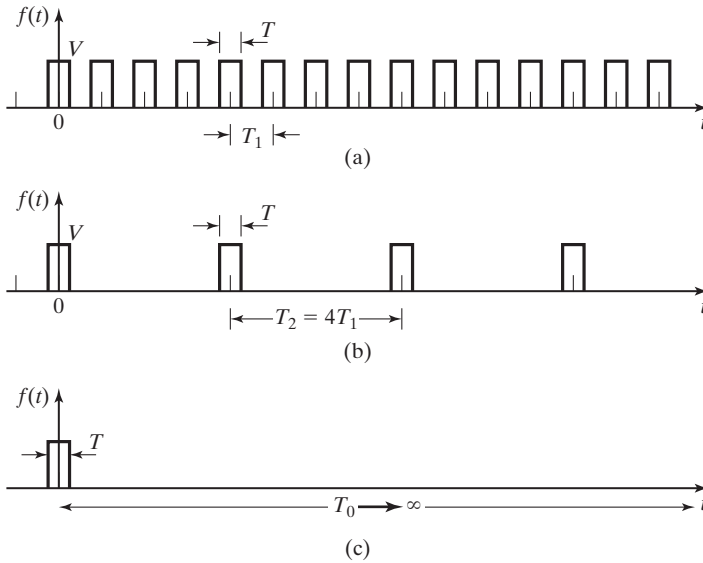 f(t)
V
T
0
T₁
t
(a)
f(t)
V
T
0
T₂ = 4T₁
t
(b)
f(t)
T
T₀ → ∞
t
(c)